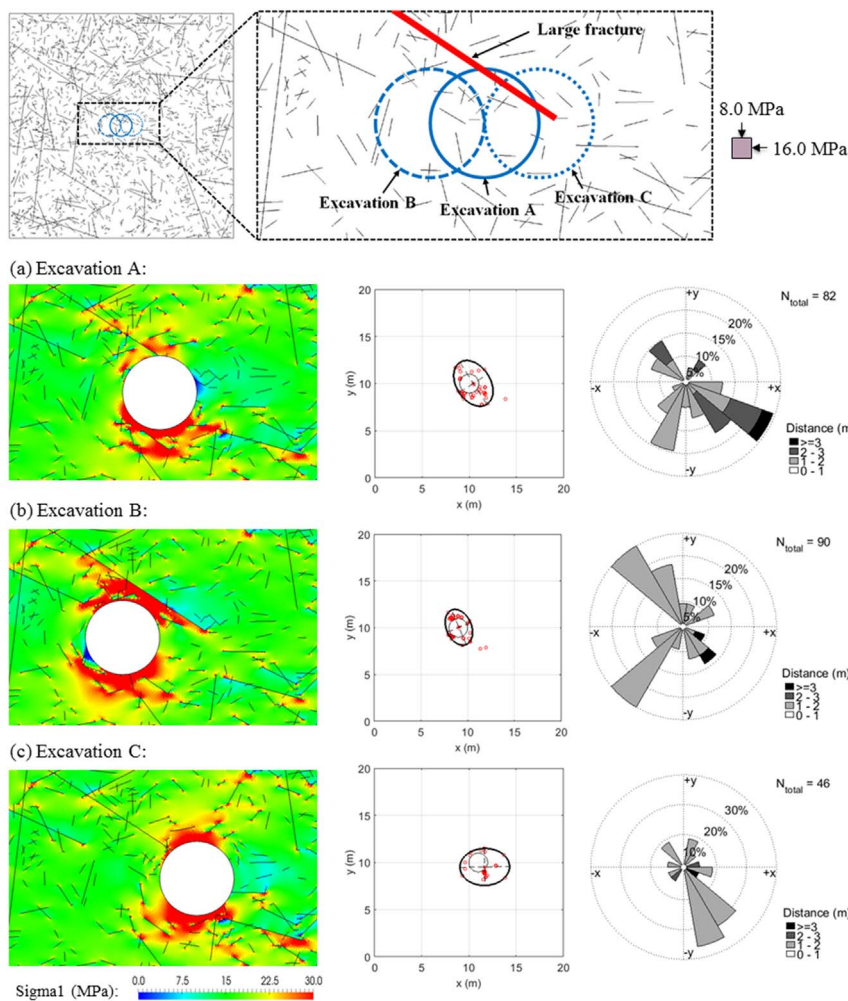 Large fracture
8.0 MPa
16.0 MPa
Excavation B
Excavation A
Excavation C
(a) Excavation A:
20
15
10
5
0
0 5 10 15 20
y (m)
x (m)
+y
-x
+x
-y
20%
15%
10%
5%
N total = 82
Distance (m
>=3
2 - 3
1 - 2
0 - 1
(b) Excavation B:
20
15
10
5
0
0 5 10 15 20
y (m)
x (m)
+y
-x
+x
-y
20%
15%
10%
5%
N total = 90
Distance (m)
>=3
2 - 3
1 - 2
0 - 1
(c) Excavation C:
20
15
10
5
0
0 5 10 15 20
y (m)
x (m)
+y
-x
+x
-y
30%
20%
10%
N total = 46
Distance (m)
>=3
2 - 3
1 - 2
0 - 1
Sigma1 (MPa):
0.0 7.5 15 22.5 30.0